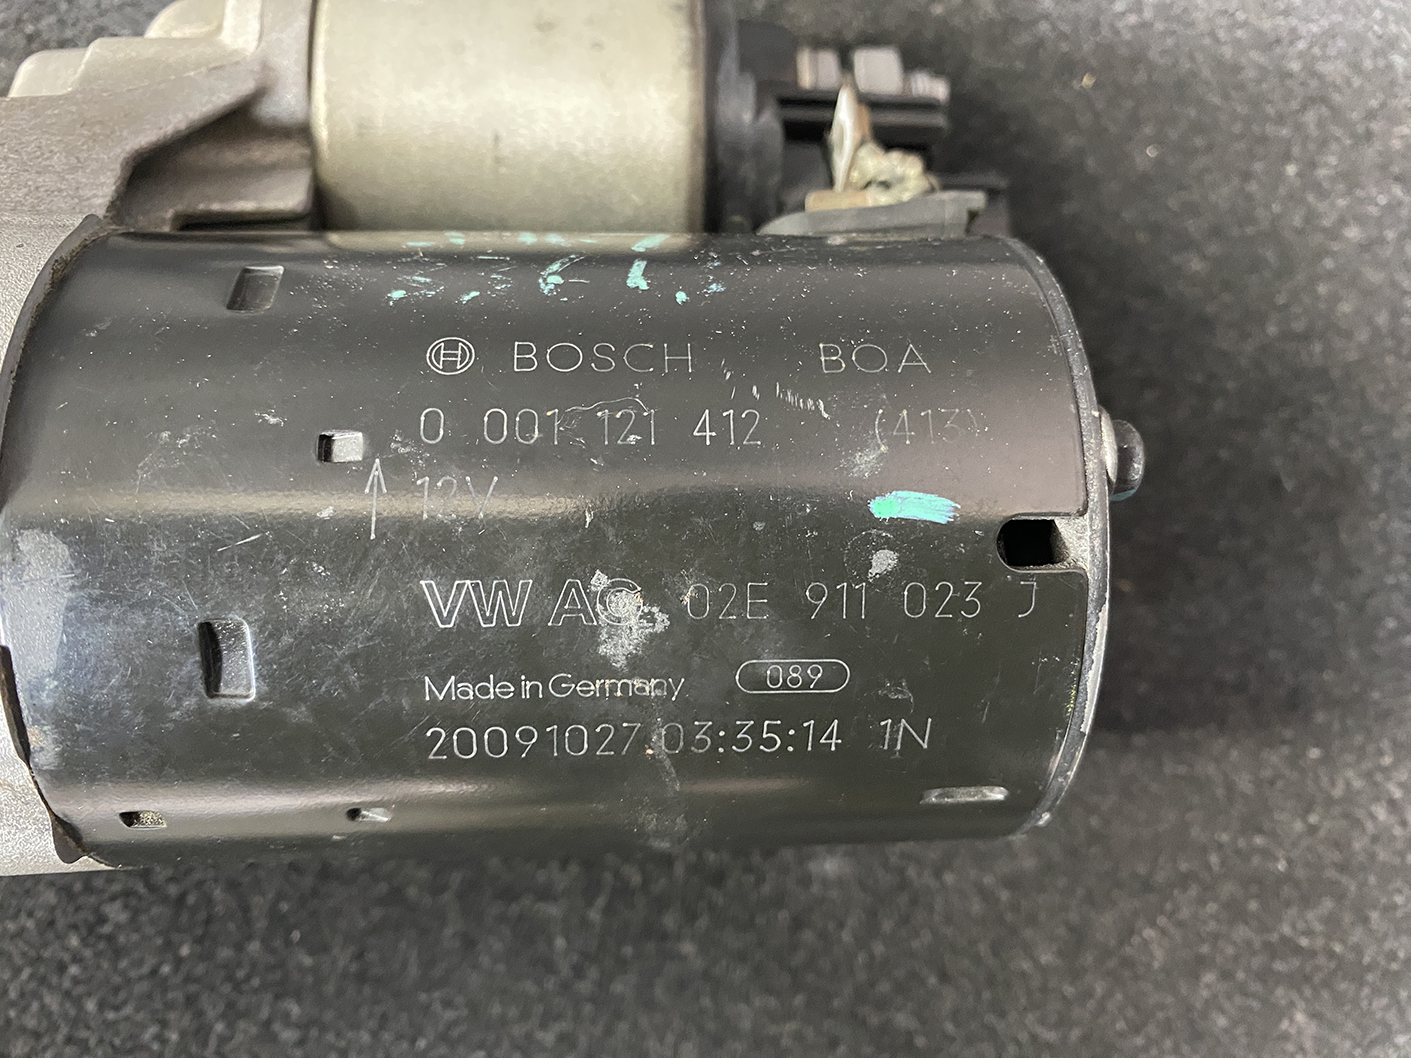 BOSCH BOA
0 001 121 412 (413)
12V
VW AG 02E 911 023 J
Made in Germany 089
20091027 03:35:14 1N